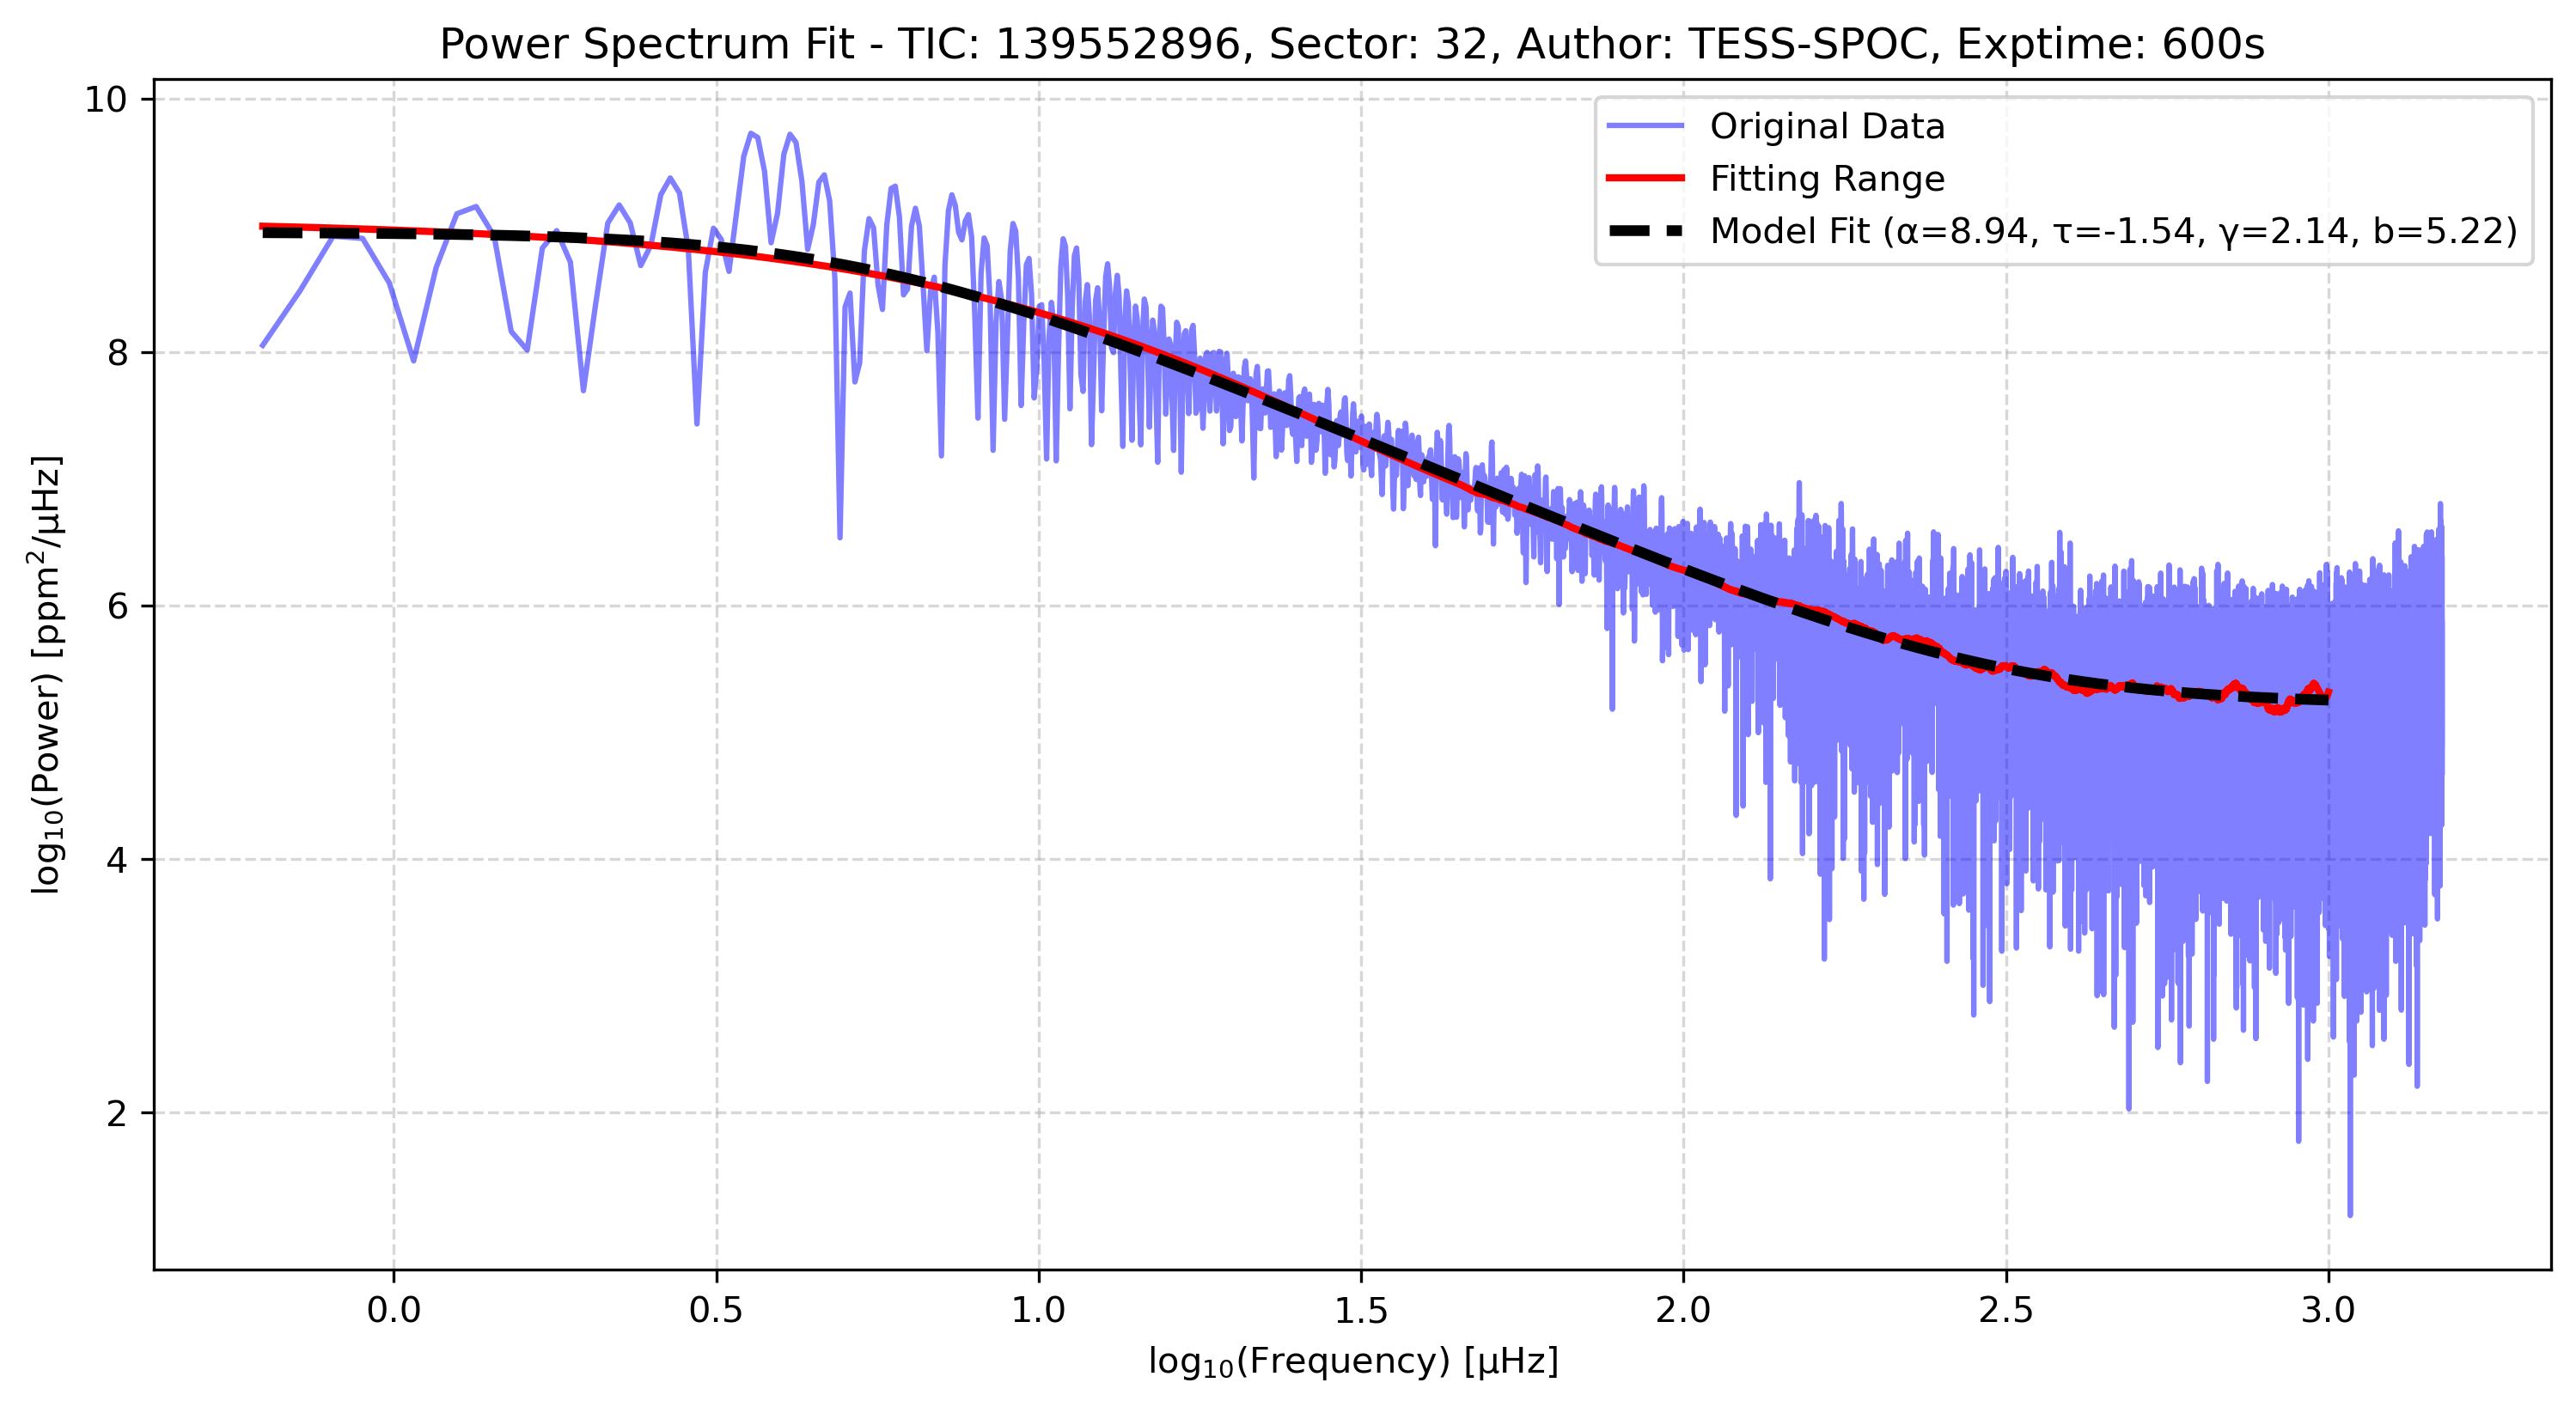 Power Spectrum Fit - TIC: 139552896, Sector: 32, Author: TESS-SPOC, Exptime: 600s
Original Data
Fitting Range
Model Fit (α=8.94, τ=-1.54, γ=2.14, b=5.22)
log₁₀(Power) [ppm²/μHz]
10
8
6
4
2
0.0 0.5 1.0 1.5 2.0 2.5 3.0
log₁₀(Frequency) [μHz]